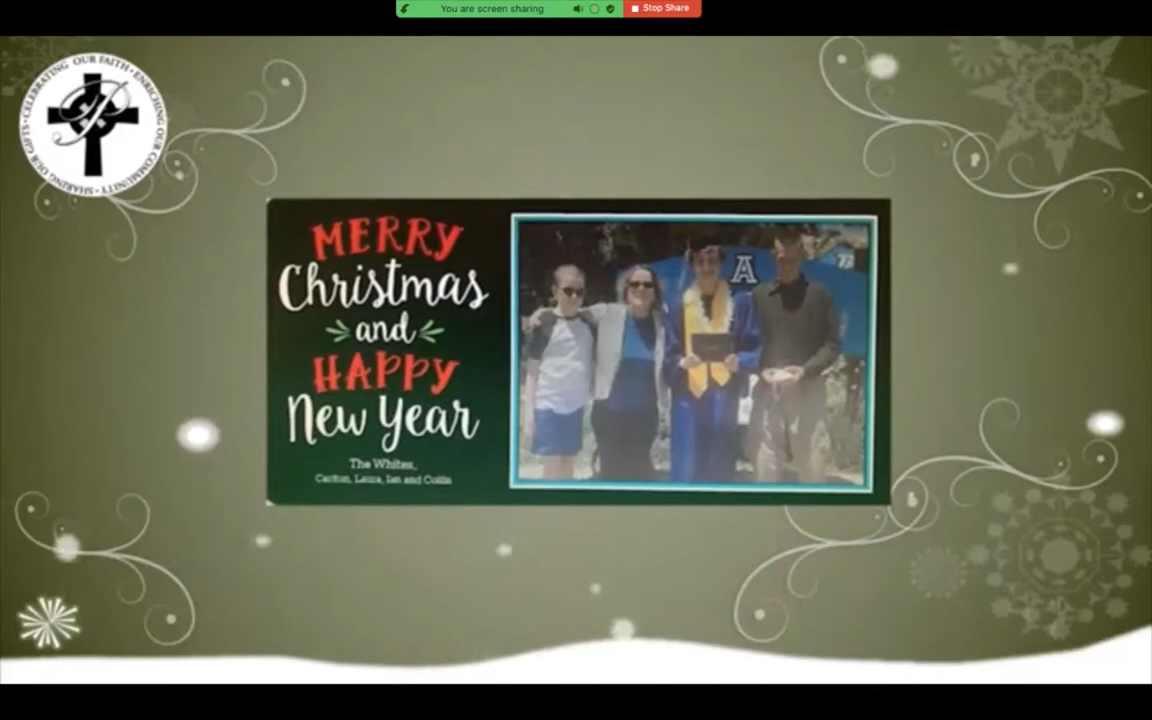 You are screen sharing
Stop Share
CELEBRATING OUR FAITH • ENRICHING OUR COMMUNITY • SHARING OUR GIFTS •
MERRY
Christmas
and
HAPPY
New Year
The Whites,
Carlton, Laura, Ian and Collin
A